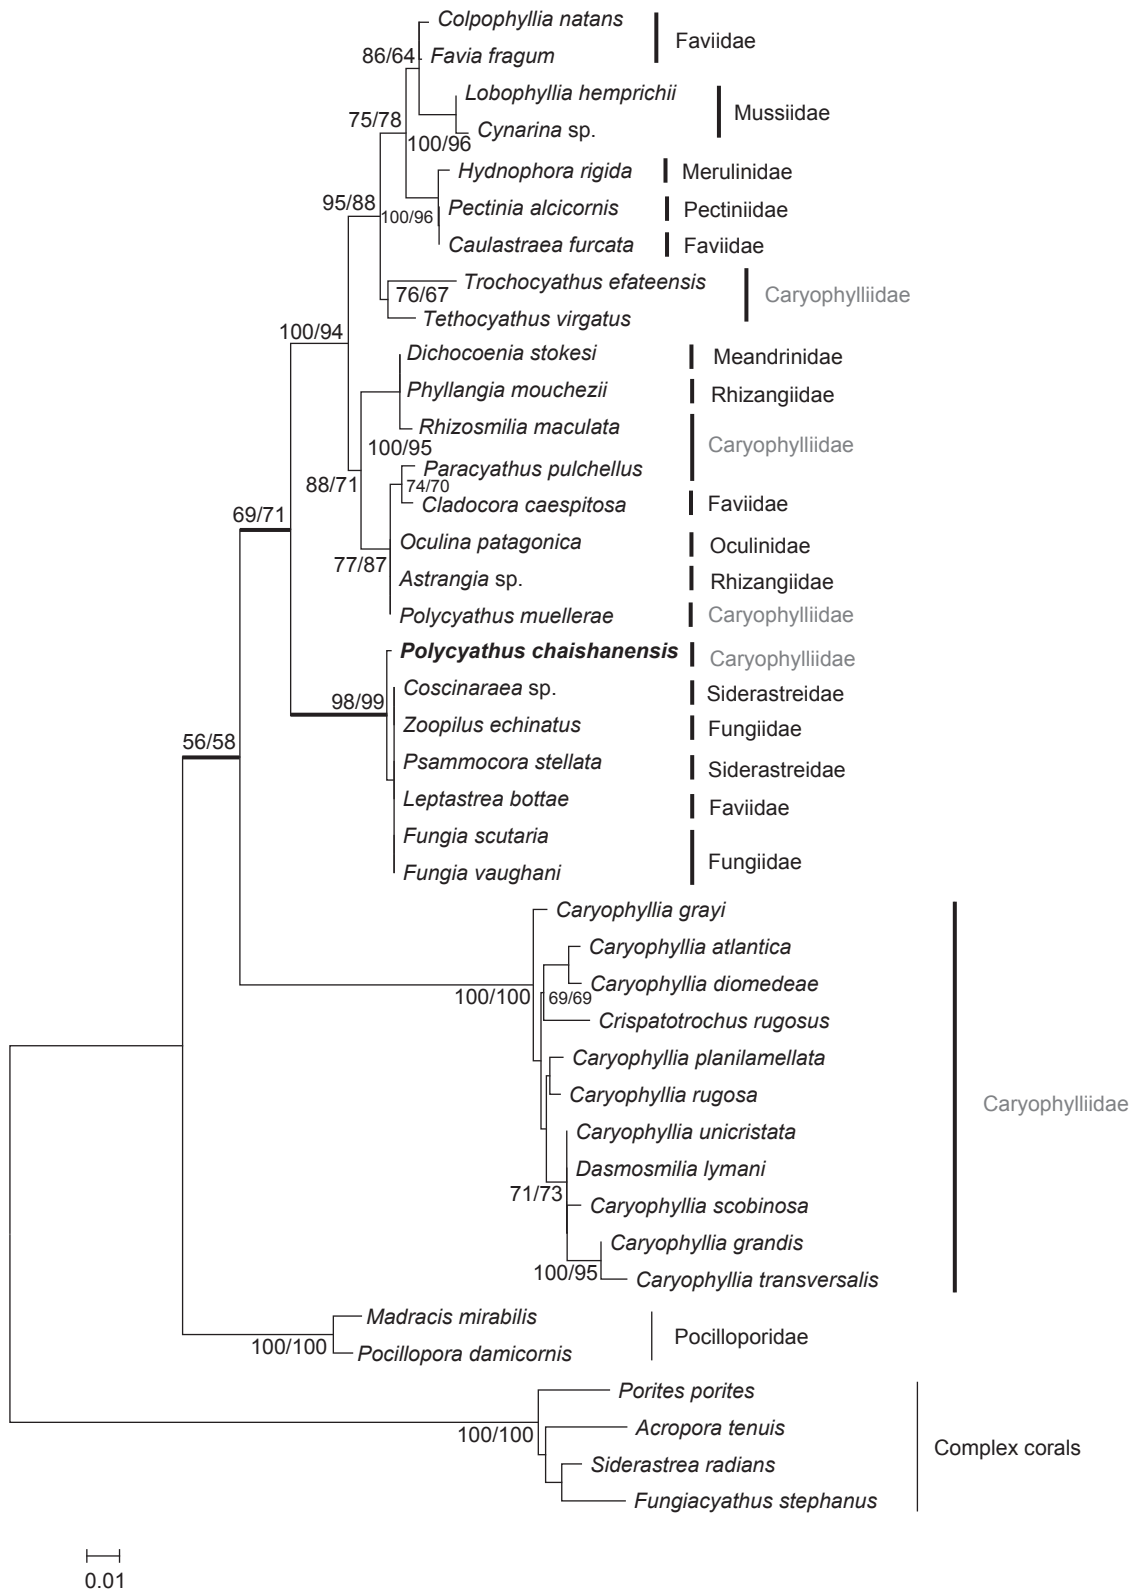 Colpophyllia natans
Faviidae
86/64
Favia fragum
Lobophyllia hemprichii
Mussiidae
75/78
Cynarina sp.
100/96
Hydnophora rigida
Merulinidae
95/88
100/96
Pectinia alcicornis
Pectiniidae
Caulastraea furcata
Faviidae
Trochocyathus efateensis
76/67
Caryophylliidae
Tethocyathus virgatus
100/94
Dichocoenia stokesi
Meandrinidae
Phyllangia mouchezii
Rhizangiidae
Rhizosmilia maculata
Caryophylliidae
100/95
Paracyathus pulchellus
88/71
74/70
Cladocora caespitosa
Faviidae
69/71
Oculina patagonica
Oculinidae
77/87
Astrangia sp.
Rhizangiidae
Polycyathus muellerae
Caryophylliidae
Polycyathus chaishanensis
Caryophylliidae
98/99
Coscinaraea sp.
Siderastreidae
Zoopilus echinatus
Fungiidae
56/58
Psammocora stellata
Siderastreidae
Leptastrea bottae
Faviidae
Fungia scutaria
Fungiidae
Fungia vaughani
Caryophyllia grayi
Caryophyllia atlantica
Caryophyllia diomedeae
100/100
69/69
Crispatotrochus rugosus
Caryophyllia planilamellata
Caryophyllia rugosa
Caryophylliidae
Caryophyllia unicristata
Dasmosmilia lymani
71/73
Caryophyllia scobinosa
Caryophyllia grandis
100/95
Caryophyllia transversalis
Madracis mirabilis
Pocilloporidae
100/100
Pocillopora damicornis
Porites porites
Acropora tenuis
100/100
Complex corals
Siderastrea radians
Fungiacyathus stephanus
0.01